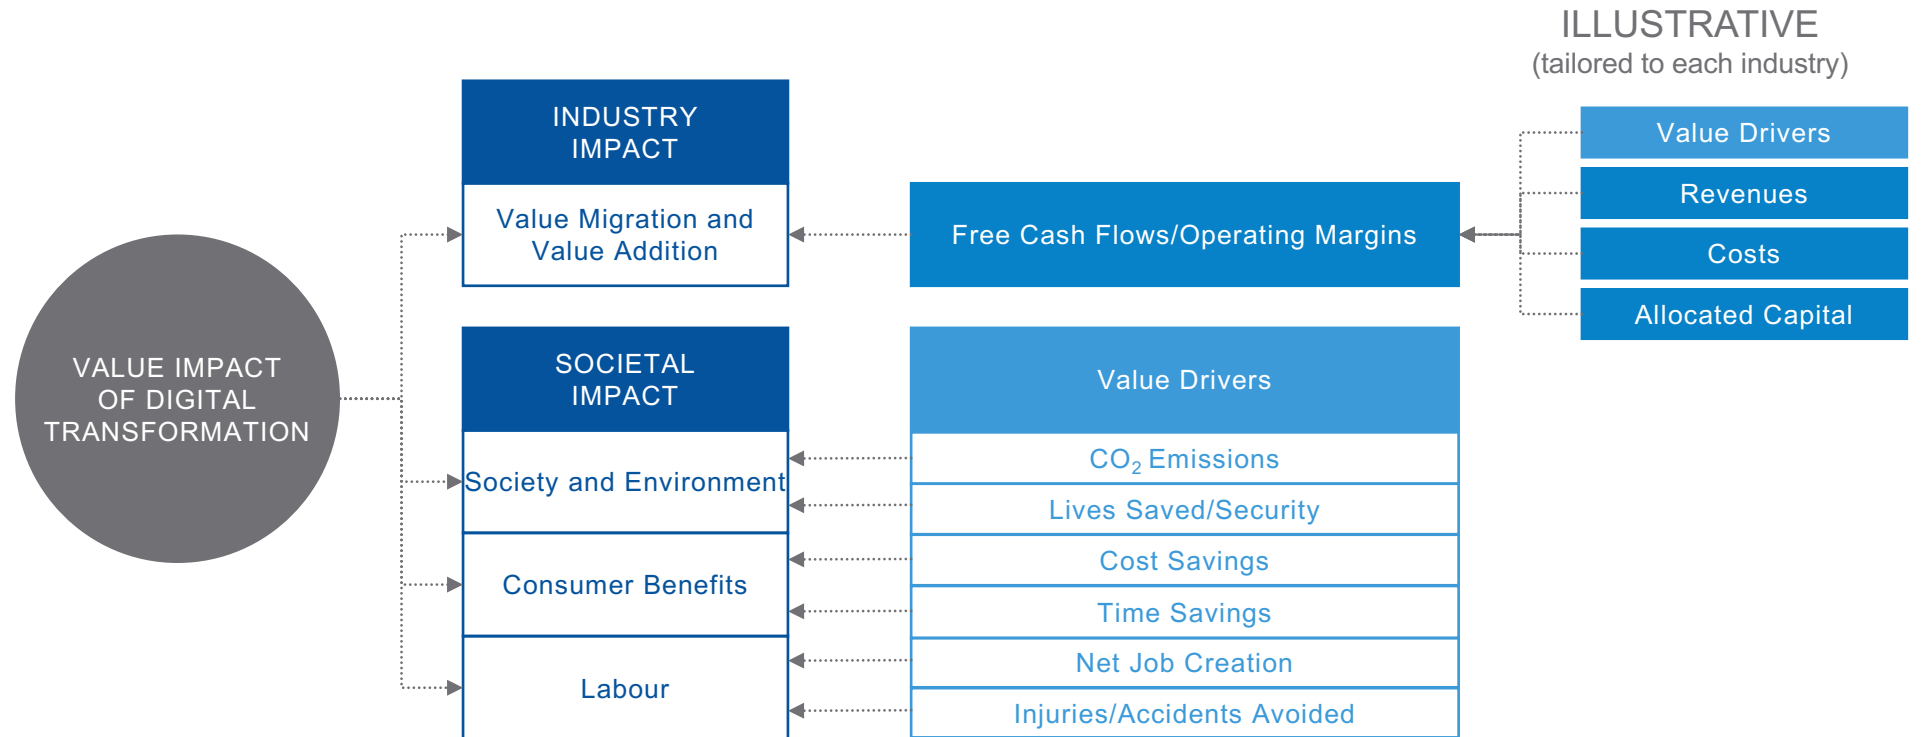 ILLUSTRATIVE
(tailored to each industry)
VALUE IMPACT
OF DIGITAL
TRANSFORMATION
INDUSTRY
IMPACT
Value Migration and
Value Addition
Free Cash Flows/Operating Margins
Value Drivers
Revenues
Costs
Allocated Capital
SOCIETAL
IMPACT
Society and Environment
Consumer Benefits
Labour
Value Drivers
CO₂ Emissions
Lives Saved/Security
Cost Savings
Time Savings
Net Job Creation
Injuries/Accidents Avoided